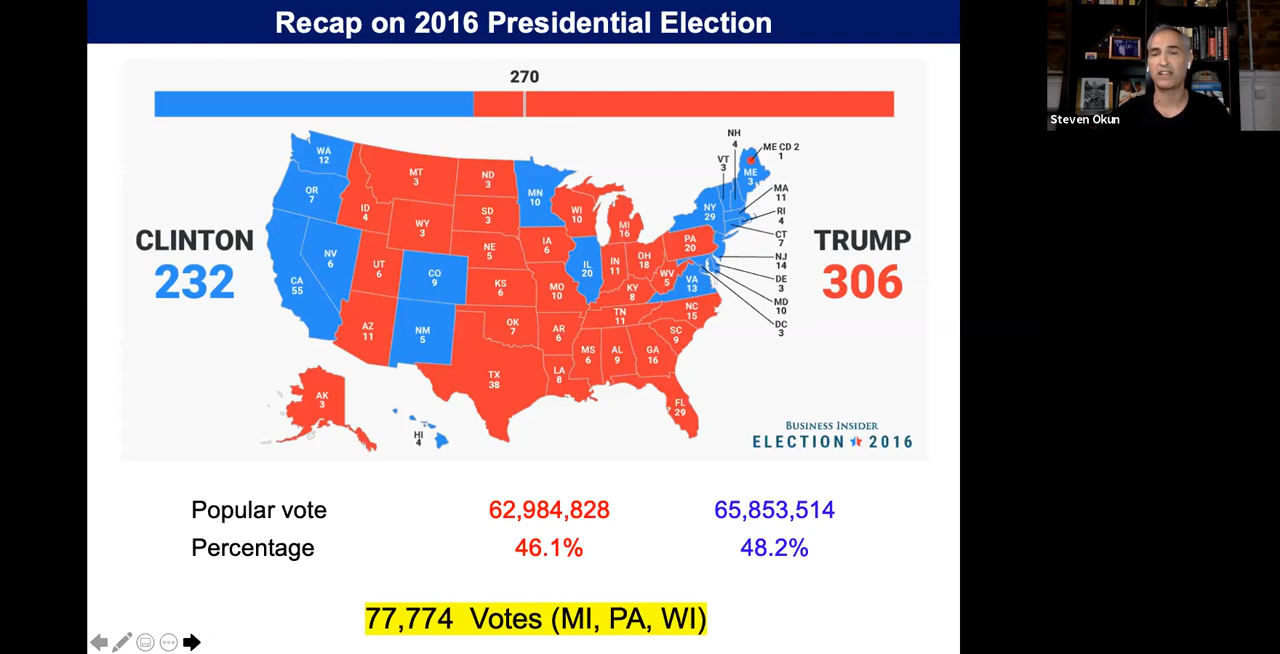 Recap on 2016 Presidential Election
Steven Okun
270
NH
4
ME CD 2
1
VT
3
WA
12
MT
3
ND
3
ME
3
OR
7
MN
10
MA
11
ID
4
SD
3
WI
10
NY
29
RI
4
WY
3
MI
16
CT
7
CLINTON
232
TRUMP
306
NV
6
NE
5
IA
6
PA
20
NJ
14
UT
6
CO
9
IL
20
IN
11
OH
18
WV
5
VA
13
DE
3
CA
55
KS
6
MO
10
KY
8
MD
10
NC
15
TN
11
DC
3
AZ
11
NM
5
OK
7
AR
6
SC
9
MS
6
AL
9
GA
16
TX
38
LA
8
AK
3
FL
29
HI
4
BUSINESS INSIDER
ELECTION 2016
Popular vote 62,984,828 65,853,514
Percentage 46.1% 48.2%
77,774 Votes (MI, PA, WI)